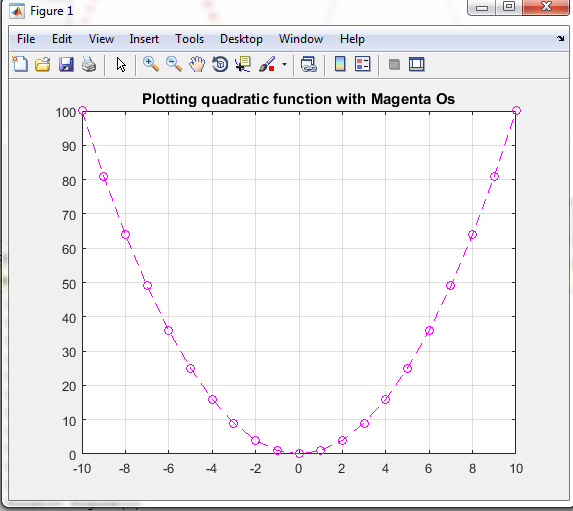 Figure 1
File Edit View Insert Tools Desktop Window Help
Plotting quadratic function with Magenta Os
100
90
80
70
60
50
40
30
20
10
0
-10 -8 -6 -4 -2 0 2 4 6 8 10